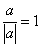 a/|a| = 1